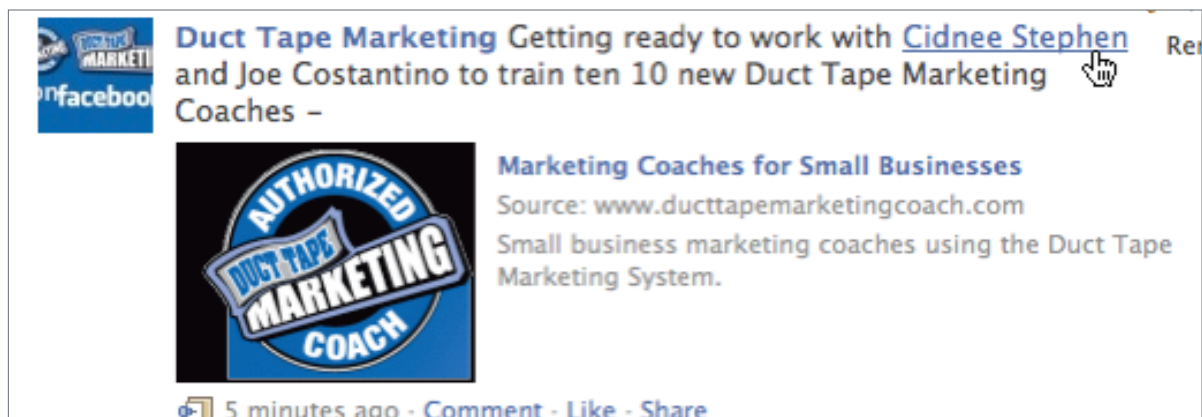 Duct Tape Marketing Getting ready to work with Cidnee Stephen
and Joe Costantino to train ten 10 new Duct Tape Marketing
Coaches –
facebook
AUTHORIZED
DUCT TAPE
MARKETING
COACH
Marketing Coaches for Small Businesses
Source: www.ducttapemarketingcoach.com
Small business marketing coaches using the Duct Tape
Marketing System.
5 minutes ago · Comment · Like · Share